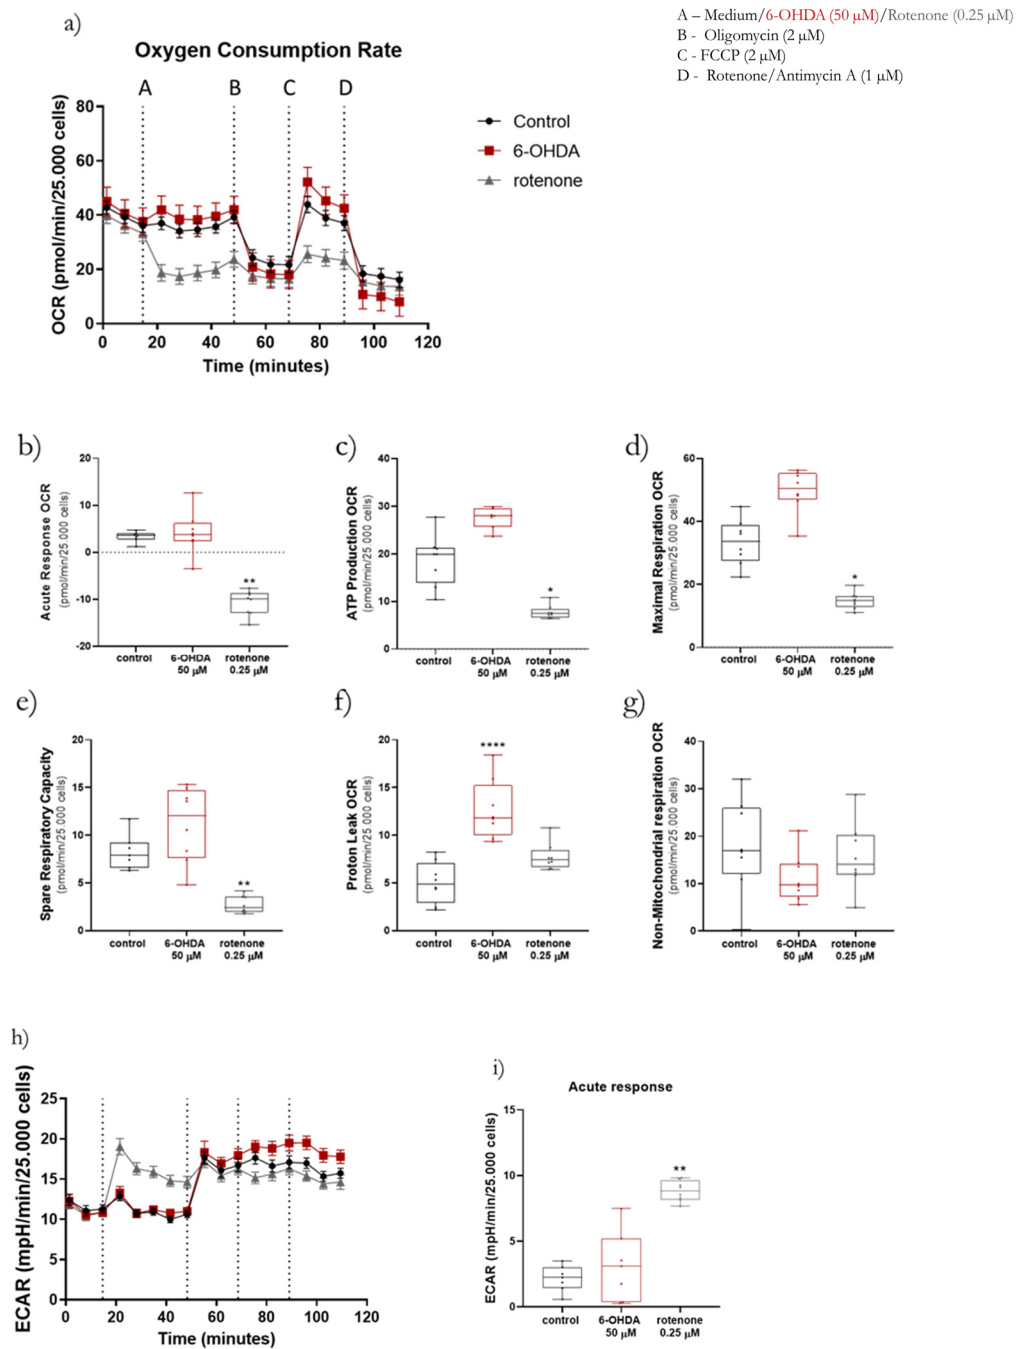 A – Medium/6-OHDA (50 µM)/Rotenone (0.25 µM)
B - Oligomycin (2 µM)
C - FCCP (2 µM)
D - Rotenone/Antimycin A (1 µM)
a)
Oxygen Consumption Rate
A B C D
OCR (pmol/min/25.000 cells)
80
60
40
20
0
0 20 40 60 80 100 120
Time (minutes)
Control
6-OHDA
rotenone
b)
Acute Response OCR
(pmol/min/25.000 cells)
20
10
0
-10
-20
**
control 6-OHDA rotenone
50 µM 0.25 µM
c)
ATP Production OCR
(pmol/min/25.000 cells)
40
30
20
10
0
*
control 6-OHDA rotenone
50 µM 0.25 µM
d)
Maximal Respiration OCR
(pmol/min/25.000 cells)
60
40
20
0
*
control 6-OHDA rotenone
50 µM 0.25 µM
e)
Spare Respiratory Capacity
(pmol/min/25.000 cells)
20
15
10
5
0
**
control 6-OHDA rotenone
50 µM 0.25 µM
f)
Proton Leak OCR
(pmol/min/25.000 cells)
20
15
10
5
0
****
control 6-OHDA rotenone
50 µM 0.25 µM
g)
Non-Mitochondrial respiration OCR
(pmol/min/25.000 cells)
40
30
20
10
0
control 6-OHDA rotenone
50 µM 0.25 µM
h)
ECAR (mpH/min/25.000 cells)
25
20
15
10
5
0
0 20 40 60 80 100 120
Time (minutes)
i)
Acute response
ECAR (mpH/min/25.000 cells)
15
10
5
0
**
control 6-OHDA rotenone
50 µM 0.25 µM